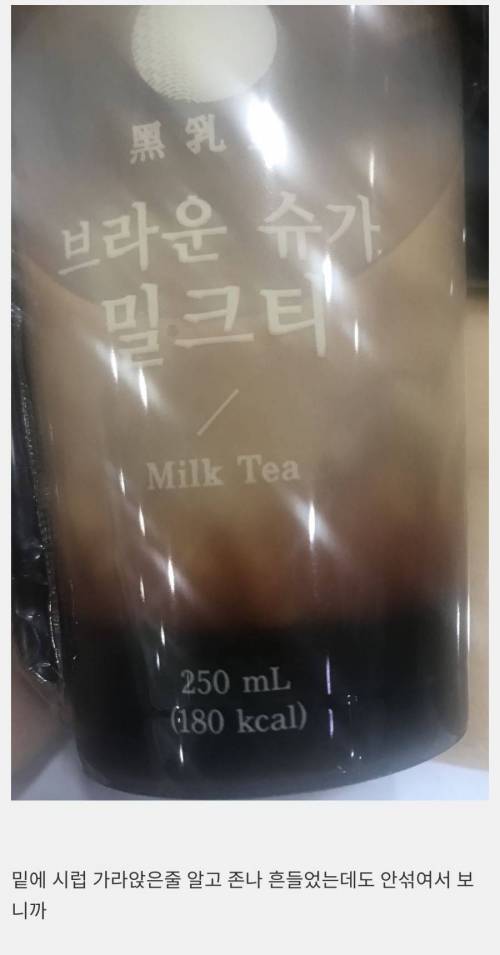 黑 乳
브라운 슈가
밀크티
Milk Tea
250 mL
(180 kcal)
밑에 시럽 가라앉은줄 알고 존나 흔들었는데도 안섞여서 보
니까